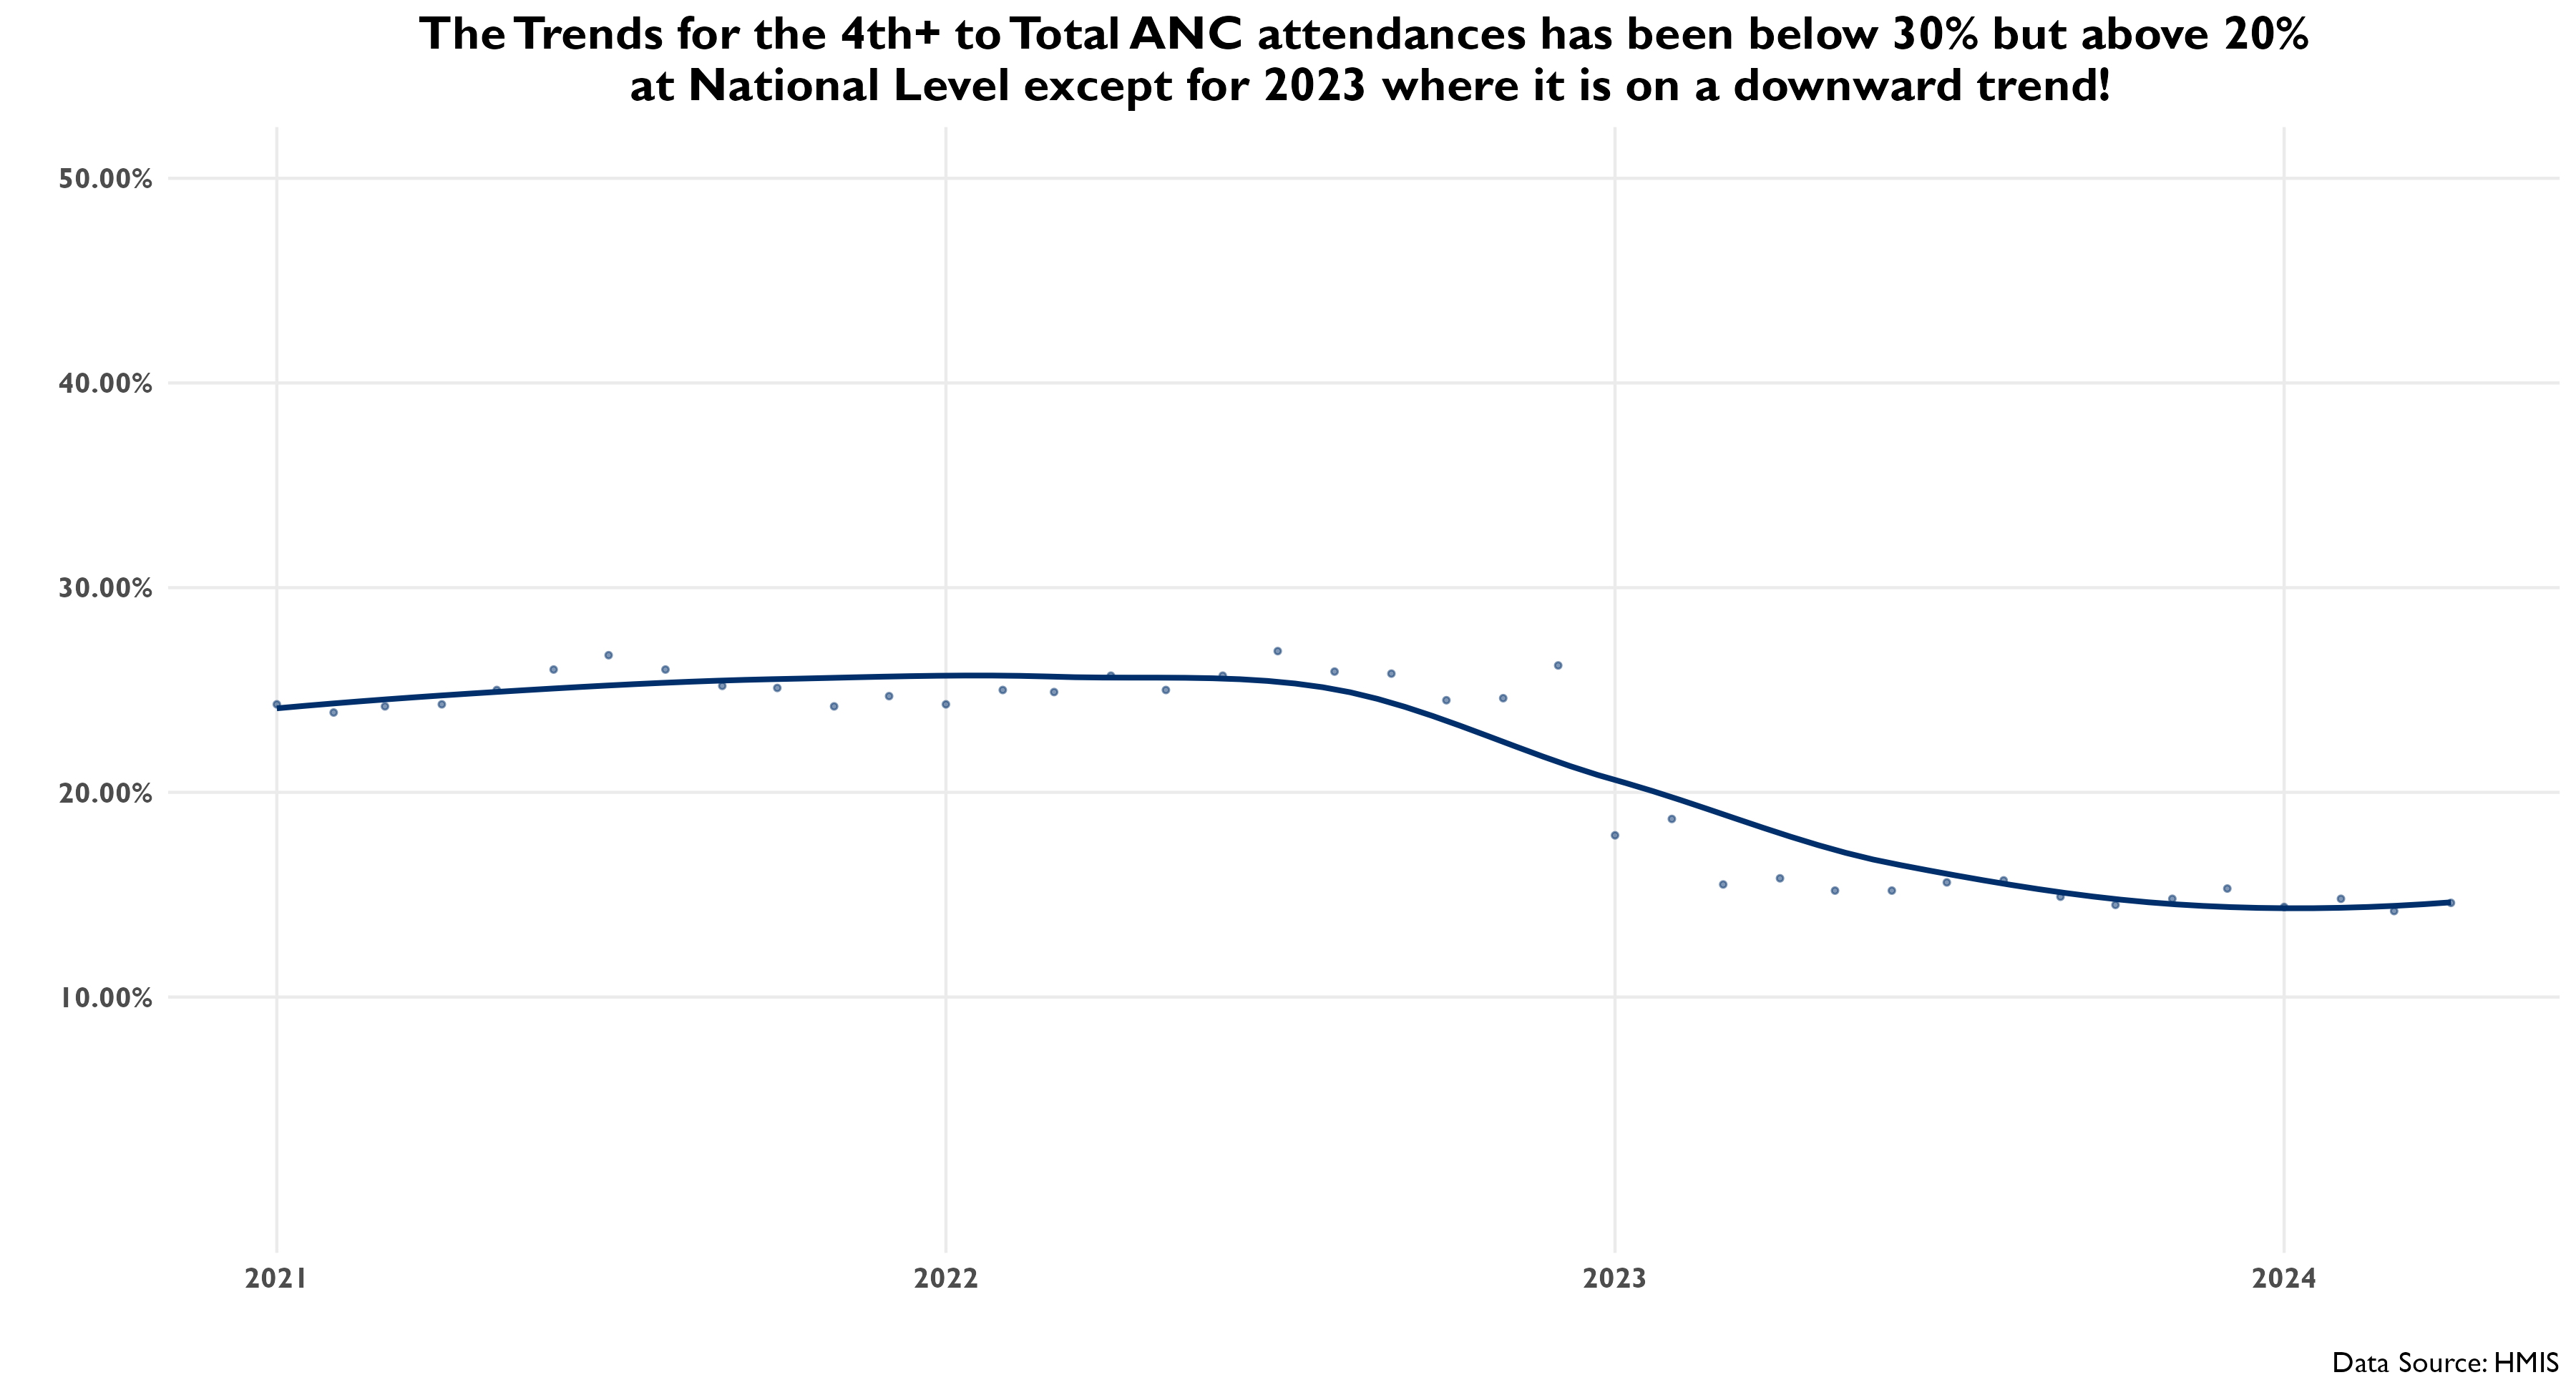 The Trends for the 4th+ to Total ANC attendances has been below 30% but above 20%
at National Level except for 2023 where it is on a downward trend!
50.00%
40.00%
30.00%
20.00%
10.00%
2021 2022 2023 2024
Data Source: HMIS